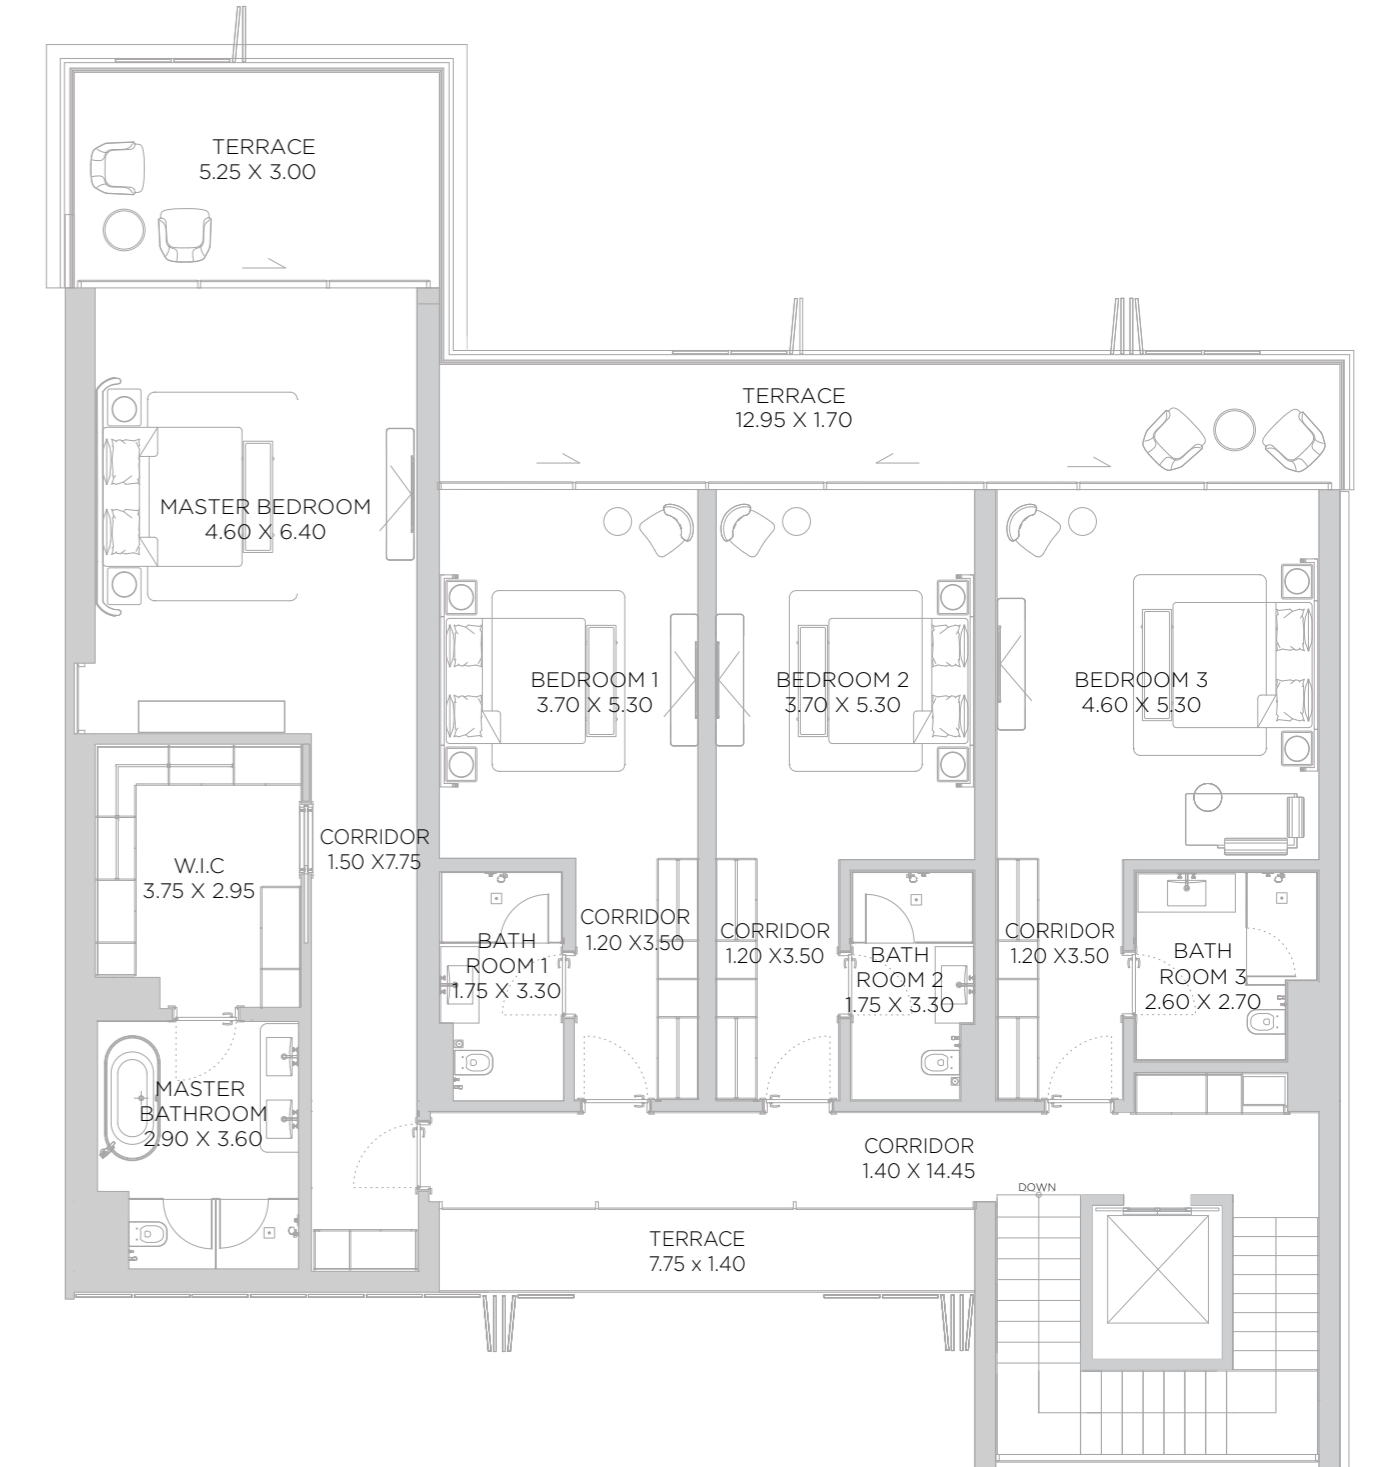 TERRACE
5.25 X 3.00
TERRACE
12.95 X 1.70
MASTER BEDROOM
4.60 X 6.40
BEDROOM 1
3.70 X 5.30
BEDROOM 2
3.70 X 5.30
BEDROOM 3
4.60 X 5.30
CORRIDOR
1.50 X7.75
W.I.C
3.75 X 2.95
BATH
ROOM 1
1.75 X 3.30
CORRIDOR
1.20 X3.50
CORRIDOR
1.20 X3.50
BATH
ROOM 2
1.75 X 3.30
CORRIDOR
1.20 X3.50
BATH
ROOM 3
2.60 X 2.70
MASTER
BATHROOM
2.90 X 3.60
CORRIDOR
1.40 X 14.45
DOWN
TERRACE
7.75 x 1.40